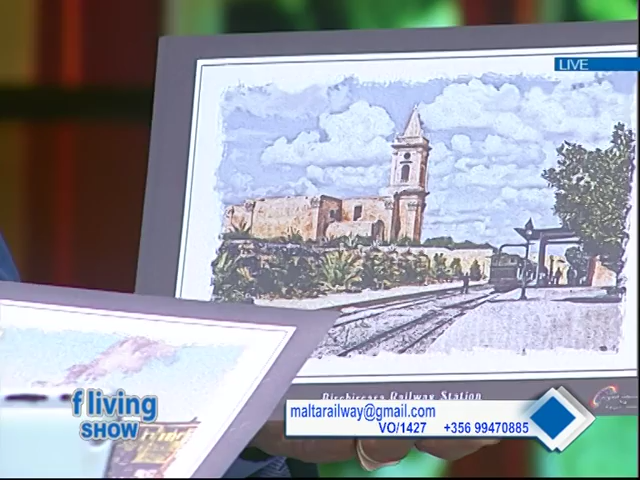 LIVE
Birchircara Railway Station
f living
SHOW
maltarailway@gmail.com
VO/1427 +356 99470885